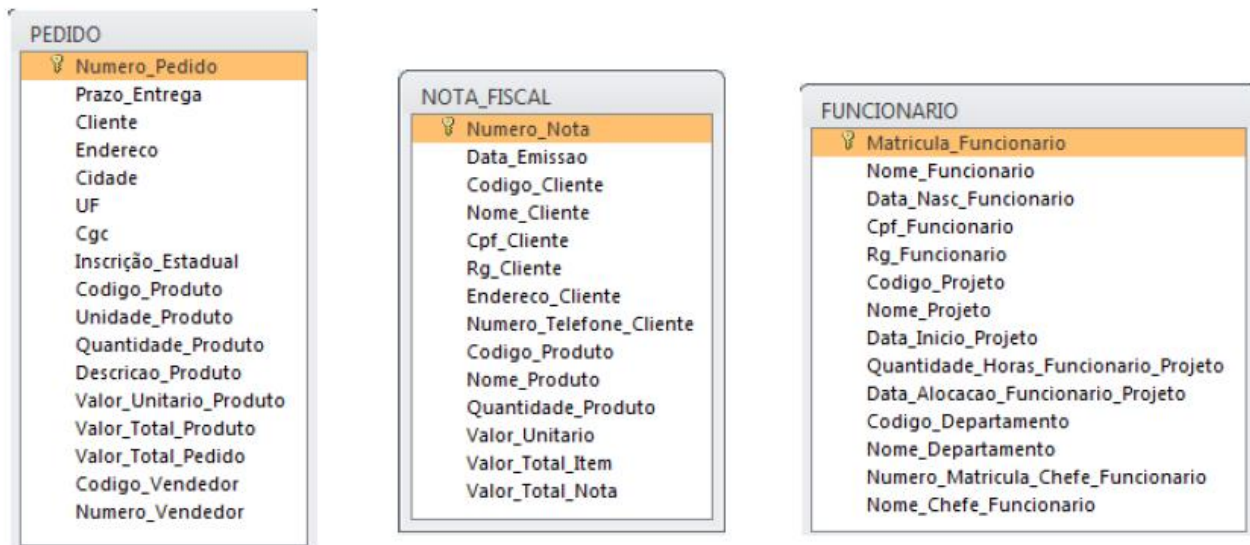 PEDIDO
Numero_Pedido
Prazo_Entrega
Cliente
Endereco
Cidade
UF
Cgc
Inscrição_Estadual
Codigo_Produto
Unidade_Produto
Quantidade_Produto
Descricao_Produto
Valor_Unitario_Produto
Valor_Total_Produto
Valor_Total_Pedido
Codigo_Vendedor
Numero_Vendedor
NOTA_FISCAL
Numero_Nota
Data_Emissao
Codigo_Cliente
Nome_Cliente
Cpf_Cliente
Rg_Cliente
Endereco_Cliente
Numero_Telefone_Cliente
Codigo_Produto
Nome_Produto
Quantidade_Produto
Valor_Unitario
Valor_Total_Item
Valor_Total_Nota
FUNCIONARIO
Matricula_Funcionario
Nome_Funcionario
Data_Nasc_Funcionario
Cpf_Funcionario
Rg_Funcionario
Codigo_Projeto
Nome_Projeto
Data_Inicio_Projeto
Quantidade_Horas_Funcionario_Projeto
Data_Alocacao_Funcionario_Projeto
Codigo_Departamento
Nome_Departamento
Numero_Matricula_Chefe_Funcionario
Nome_Chefe_Funcionario